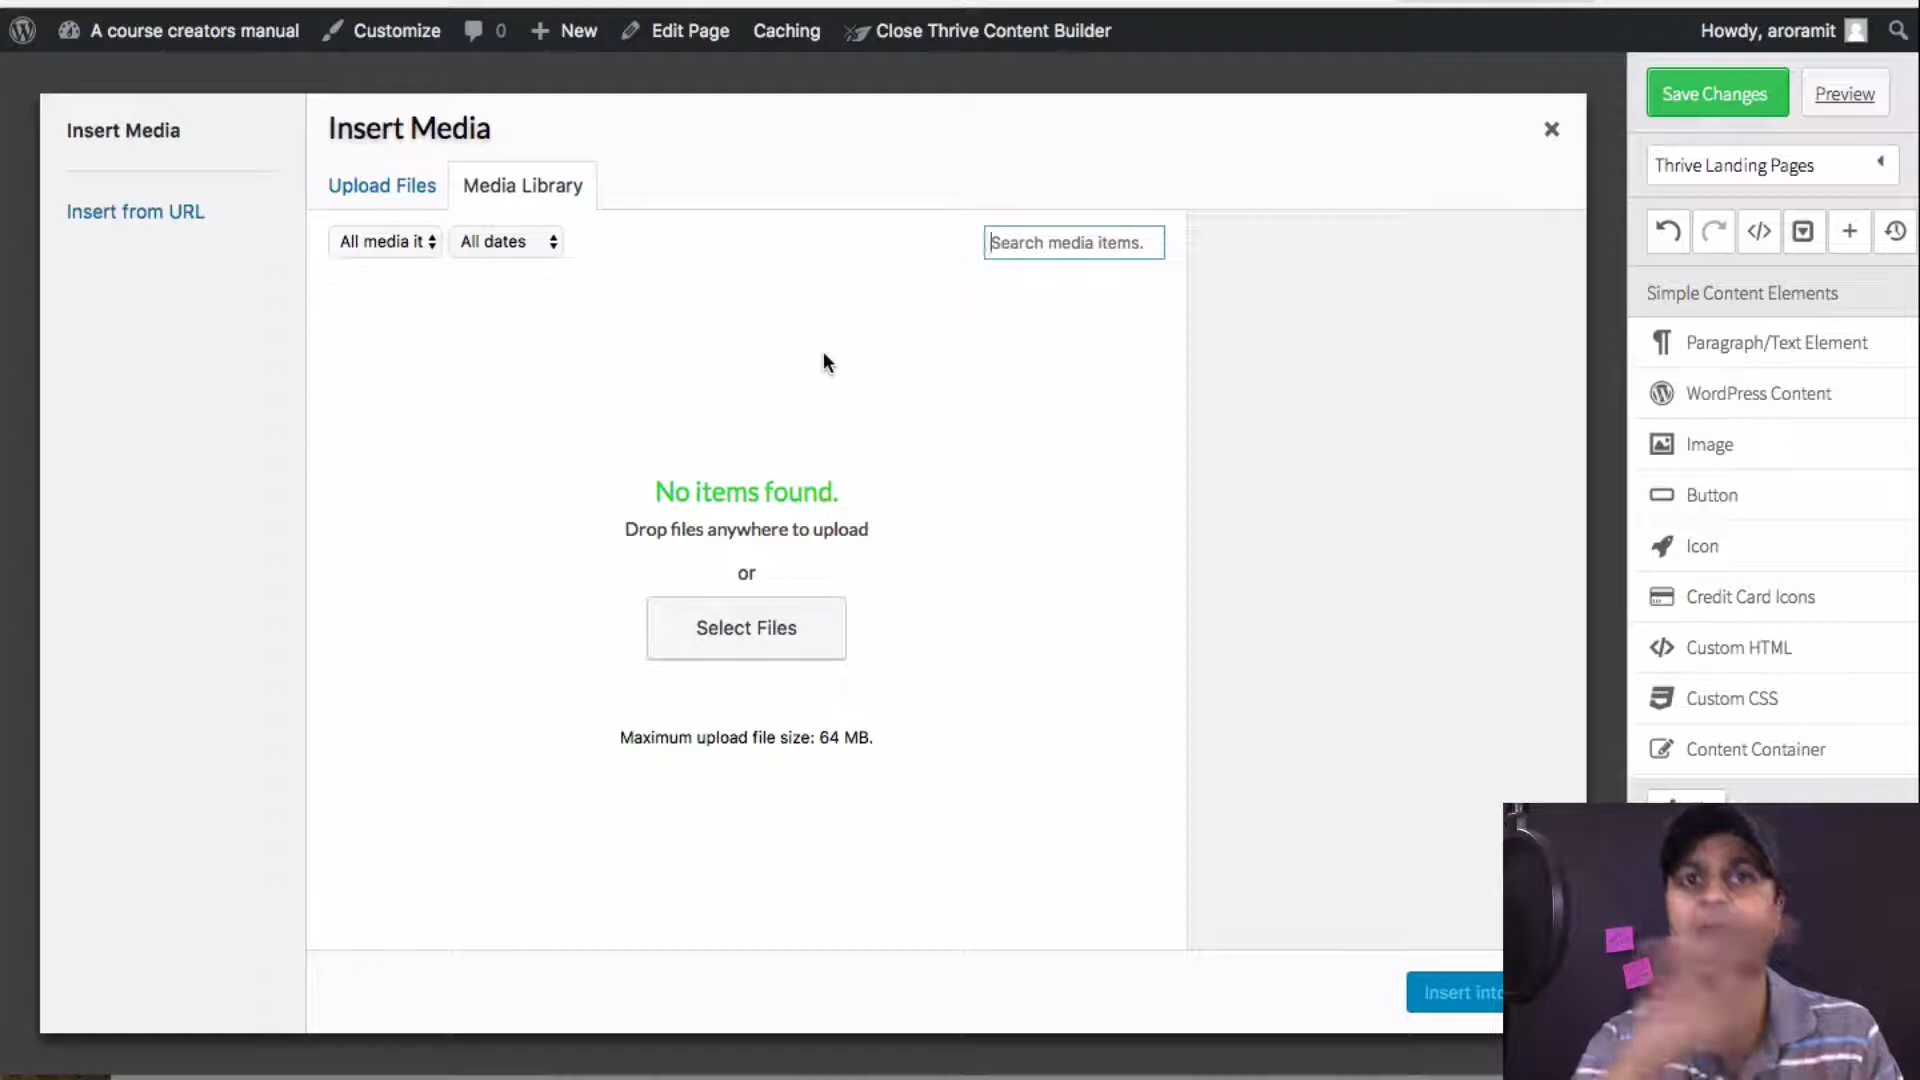 A course creators manual Customize 0 New Edit Page Caching Close Thrive Content Builder Howdy, aroramit
Insert Media
Insert from URL
Insert Media
Upload Files Media Library
All media it All dates Search media items.
No items found.
Drop files anywhere to upload
or
Select Files
Maximum upload file size: 64 MB.
Insert into
Save Changes Preview
Thrive Landing Pages
Simple Content Elements
Paragraph/Text Element
WordPress Content
Image
Button
Icon
Credit Card Icons
Custom HTML
Custom CSS
Content Container